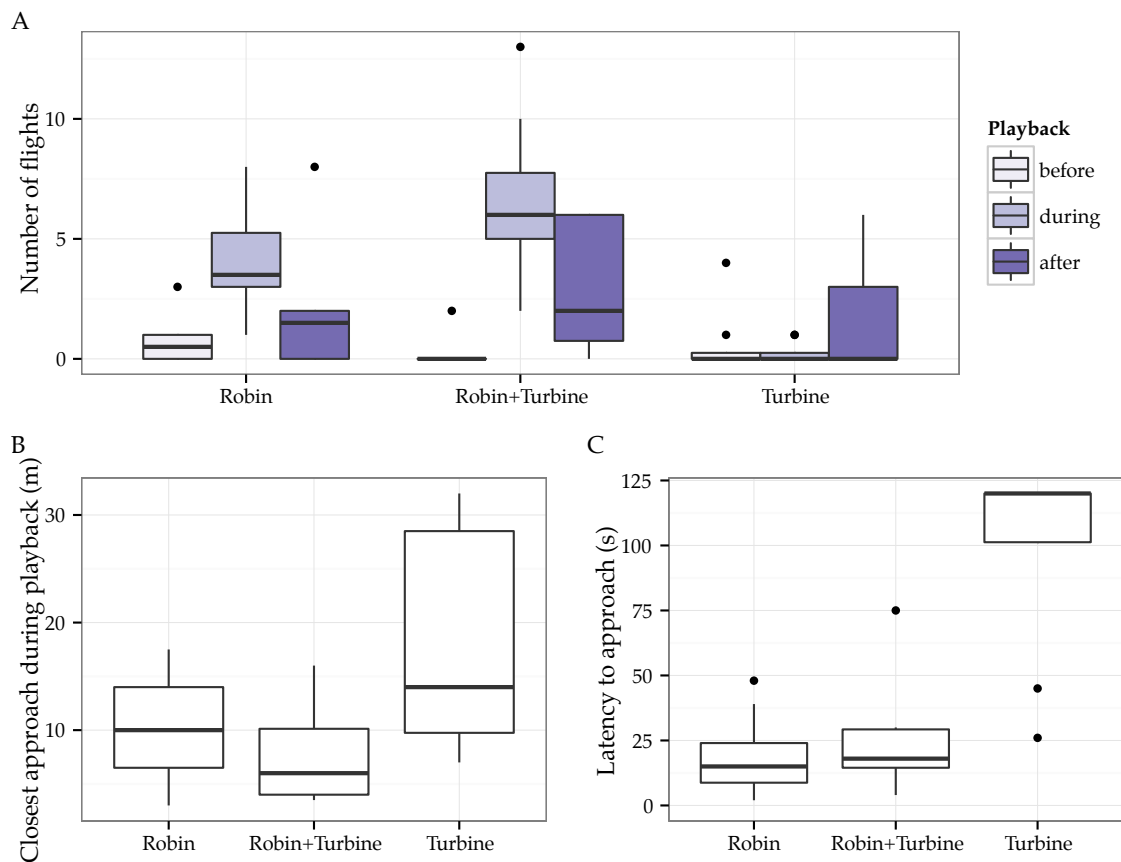 A
Number of flights
10
5
0
Robin
Robin+Turbine
Turbine
Playback
before
during
after
B
Closest approach during playback (m)
30
20
10
Robin
Robin+Turbine
Turbine
C
Latency to approach (s)
125
100
75
50
25
0
Robin
Robin+Turbine
Turbine